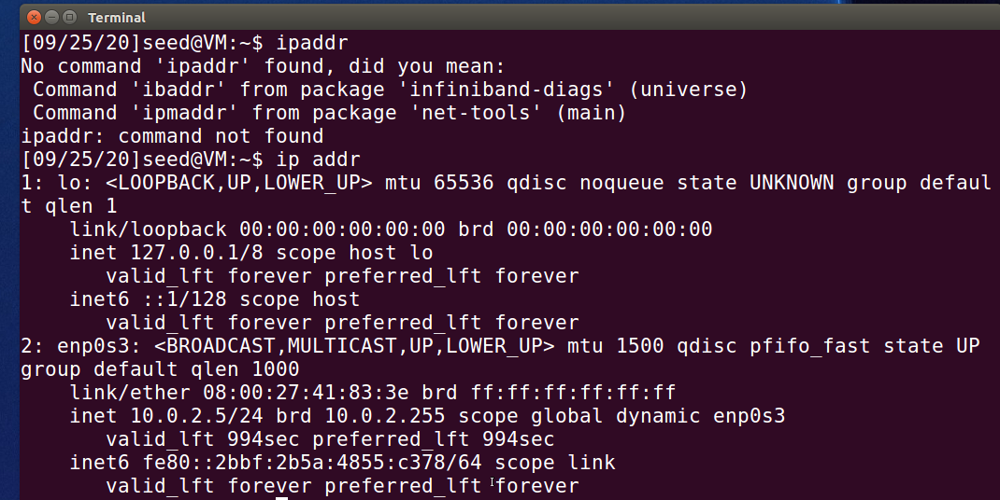 Terminal
[09/25/20]seed@VM:~$ ipaddr
No command 'ipaddr' found, did you mean:
 Command 'ibaddr' from package 'infiniband-diags' (universe)
 Command 'ipmaddr' from package 'net-tools' (main)
ipaddr: command not found
[09/25/20]seed@VM:~$ ip addr
1: lo: <LOOPBACK,UP,LOWER_UP> mtu 65536 qdisc noqueue state UNKNOWN group defaul
t qlen 1
    link/loopback 00:00:00:00:00:00 brd 00:00:00:00:00:00
    inet 127.0.0.1/8 scope host lo
       valid_lft forever preferred_lft forever
    inet6 ::1/128 scope host
       valid_lft forever preferred_lft forever
2: enp0s3: <BROADCAST,MULTICAST,UP,LOWER_UP> mtu 1500 qdisc pfifo_fast state UP
group default qlen 1000
    link/ether 08:00:27:41:83:3e brd ff:ff:ff:ff:ff:ff
    inet 10.0.2.5/24 brd 10.0.2.255 scope global dynamic enp0s3
       valid_lft 994sec preferred_lft 994sec
    inet6 fe80::2bbf:2b5a:4855:c378/64 scope link
       valid_lft forever preferred_lft forever